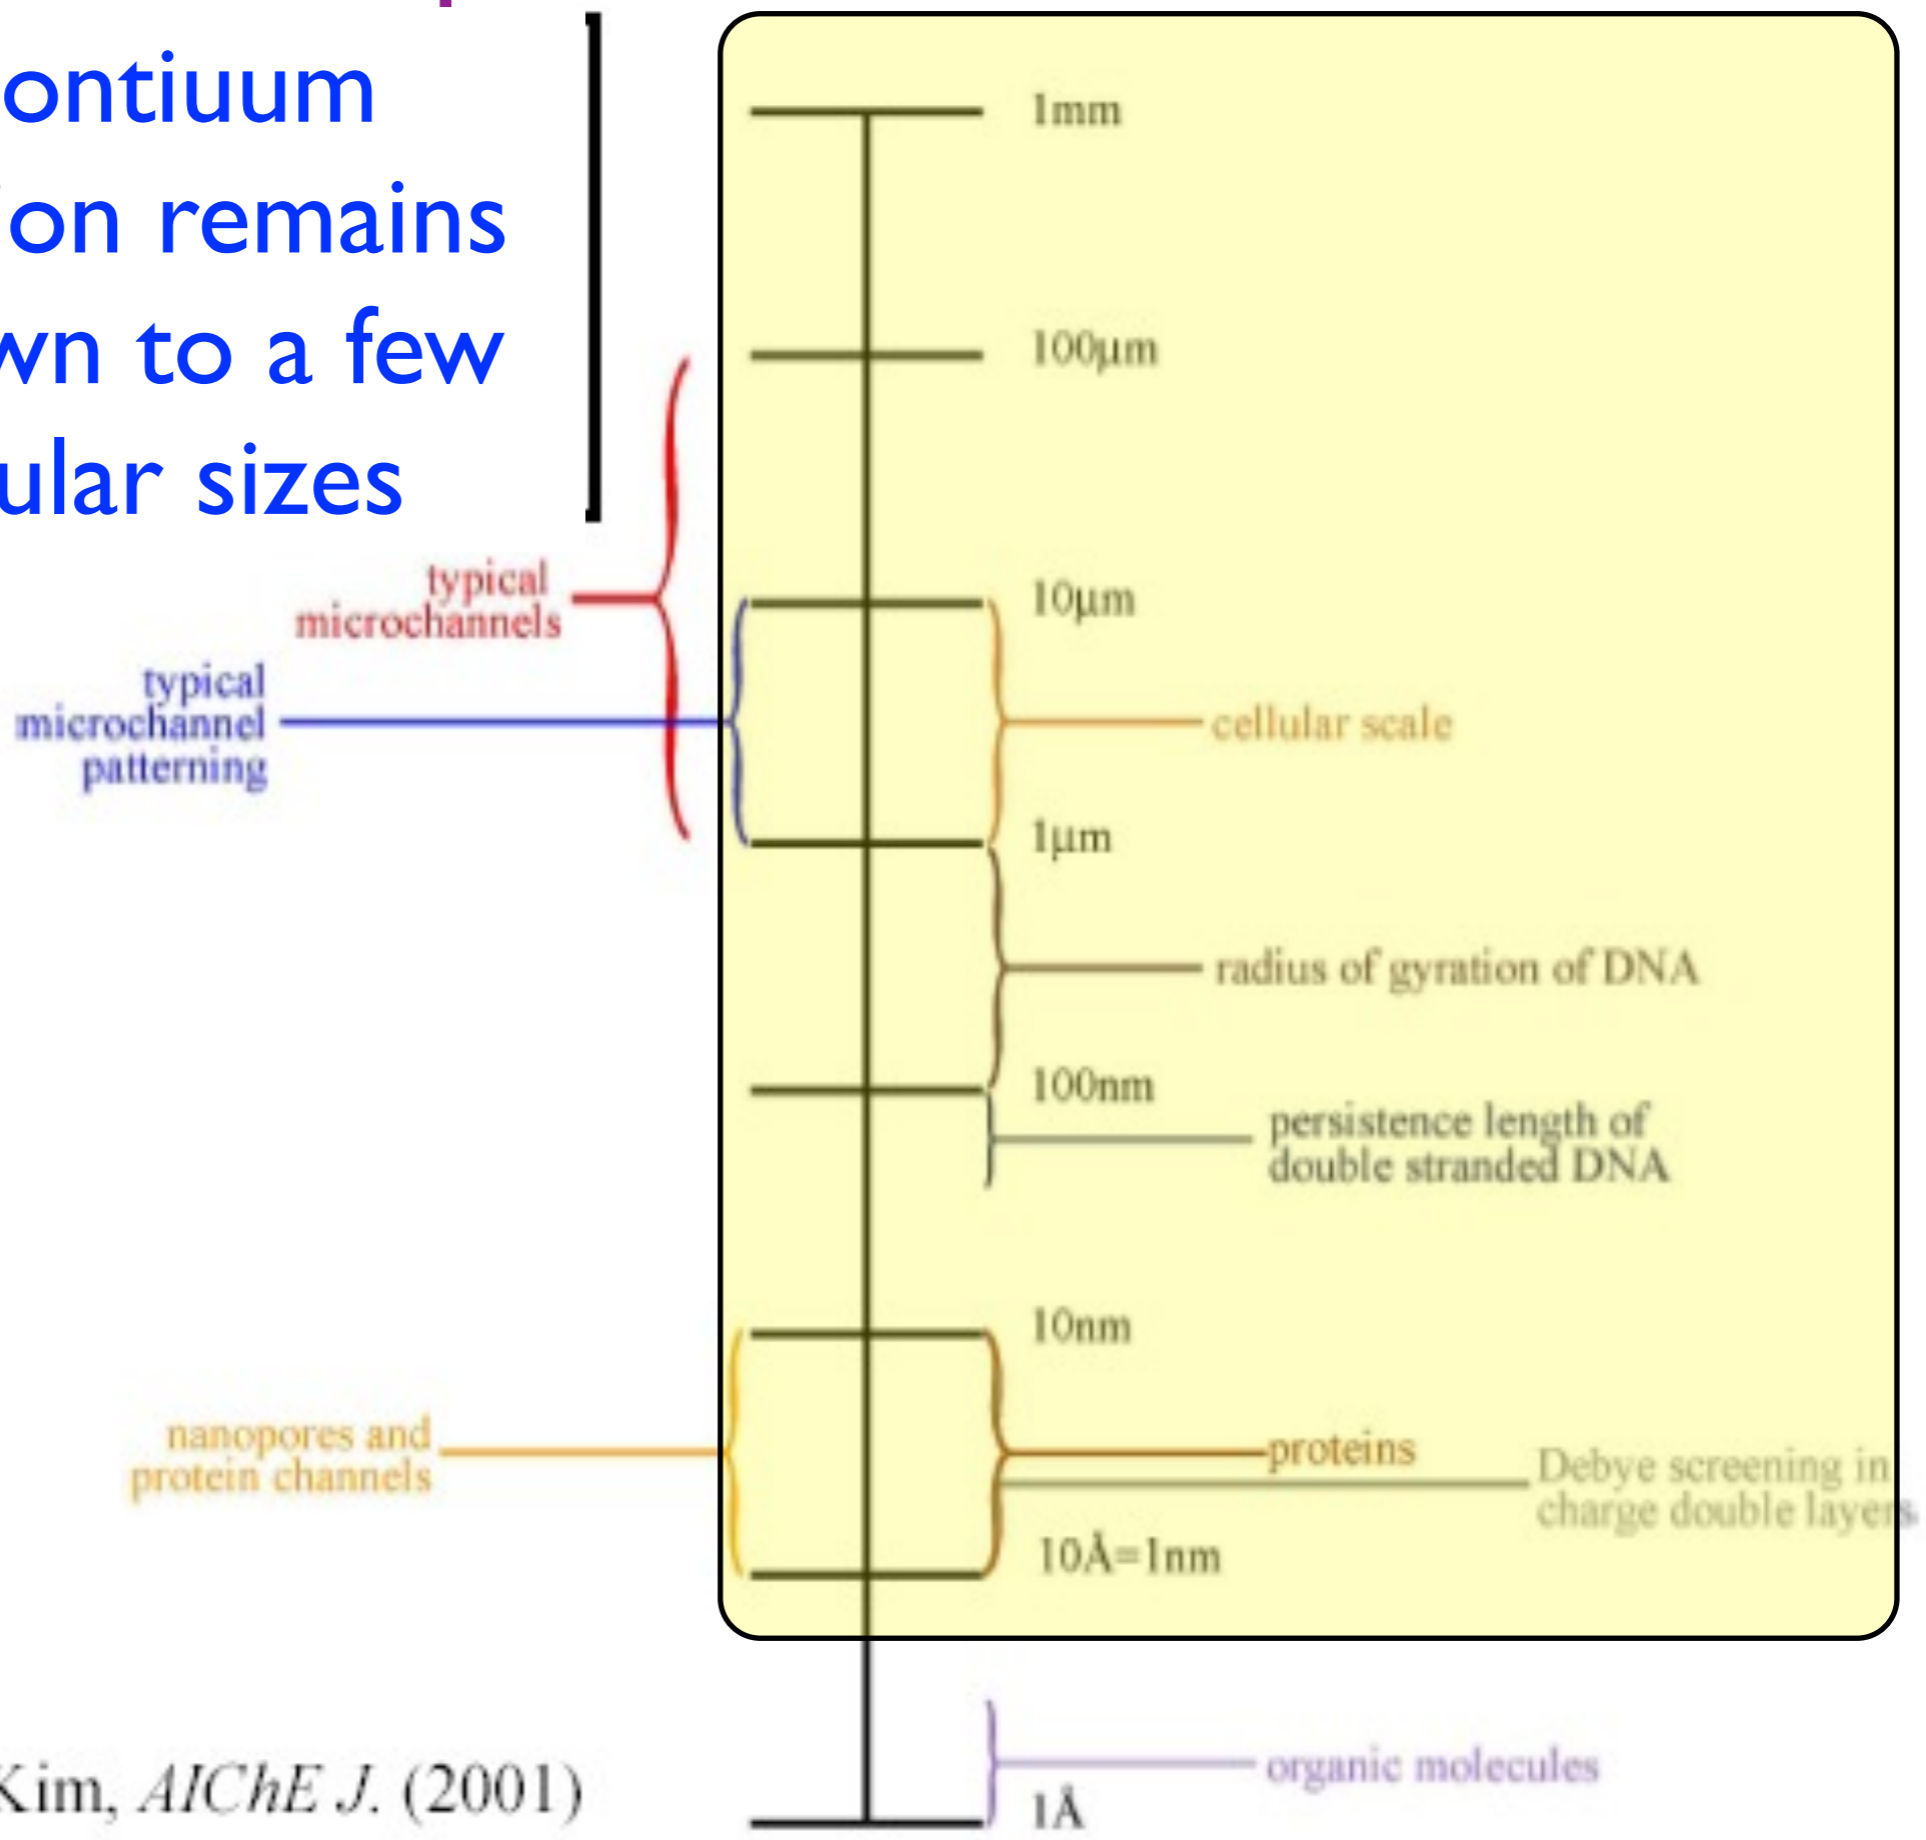 ontiuum
ion remains
wn to a few
ular sizes
1mm
100μm
typical
microchannels
10μm
typical
microchannel
patterning
cellular scale
1μm
radius of gyration of DNA
100nm
persistence length of
double stranded DNA
10nm
nanopores and
protein channels
proteins
Debye screening in
charge double layers
10Å=1nm
organic molecules
Kim, AIChE J. (2001)
1Å